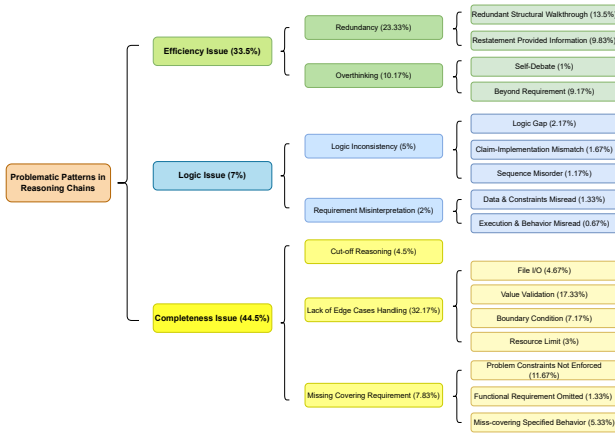 Problematic Patterns in
Reasoning Chains
Efficiency Issue (33.5%)
Redundancy (23.33%)
Redundant Structural Walkthrough (13.5%)
Restatement Provided Information (9.83%)
Overthinking (10.17%)
Self-Debate (1%)
Beyond Requirement (9.17%)
Logic Issue (7%)
Logic Inconsistency (5%)
Logic Gap (2.17%)
Claim-Implementation Mismatch (1.67%)
Sequence Misorder (1.17%)
Requirement Misinterpretation (2%)
Data & Constraints Misread (1.33%)
Execution & Behavior Misread (0.67%)
Completeness Issue (44.5%)
Cut-off Reasoning (4.5%)
Lack of Edge Cases Handling (32.17%)
File I/O (4.67%)
Value Validation (17.33%)
Boundary Condition (7.17%)
Resource Limit (3%)
Missing Covering Requirement (7.83%)
Problem Constraints Not Enforced
(11.67%)
Functional Requirement Omitted (1.33%)
Miss-covering Specified Behavior (5.33%)